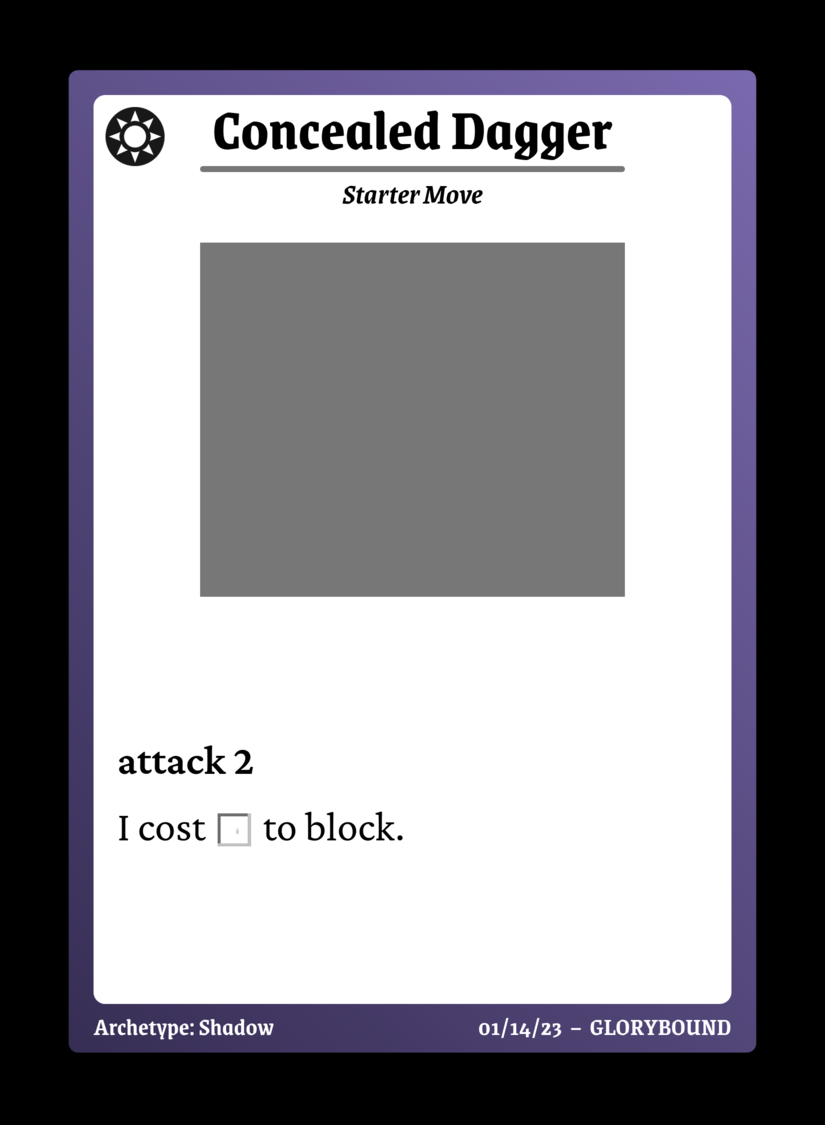 Concealed Dagger
Starter Move
attack 2
I cost to block.
Archetype: Shadow
01/14/23 – GLORYBOUND